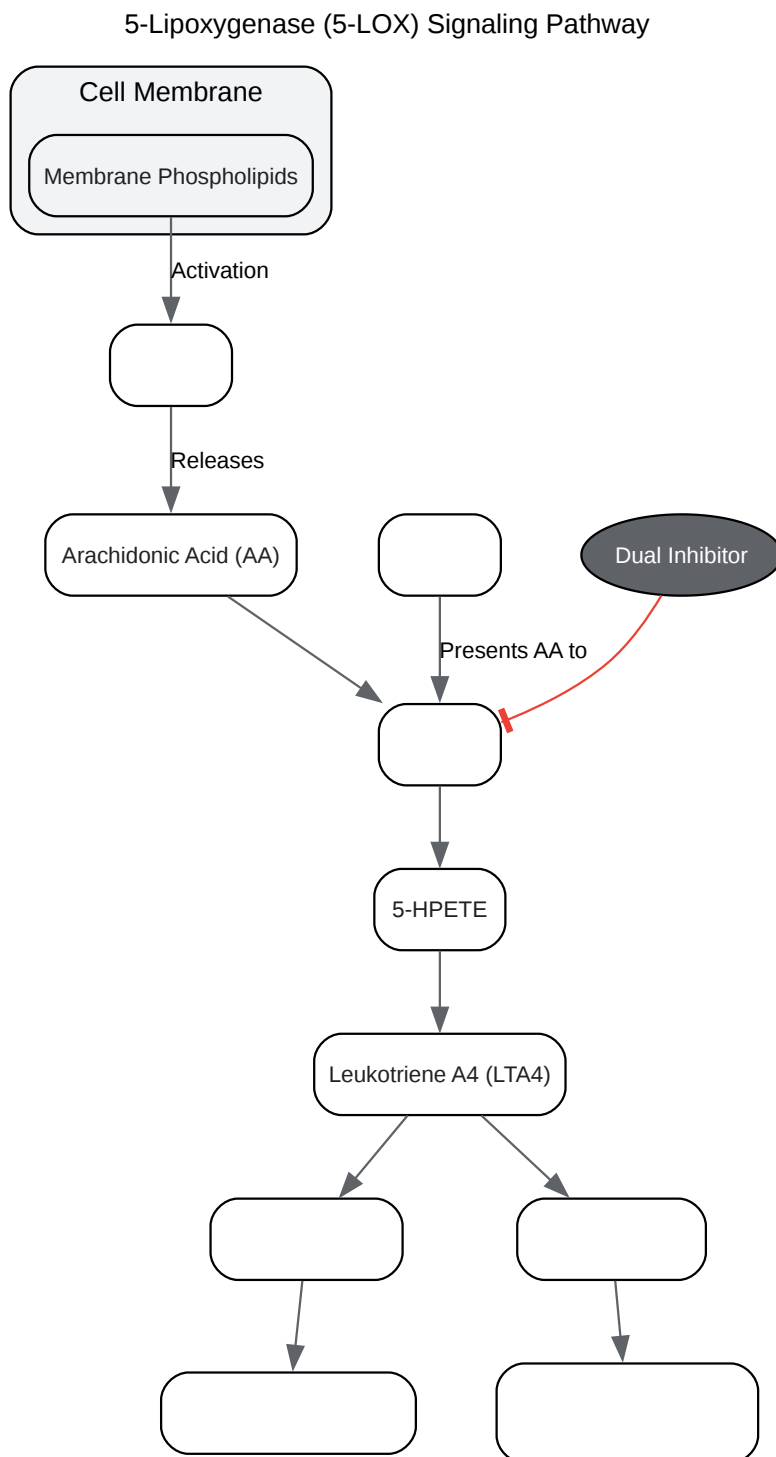 5-Lipoxygenase (5-LOX) Signaling Pathway
Cell Membrane
Membrane Phospholipids
Activation
Releases
Arachidonic Acid (AA)
Dual Inhibitor
Presents AA to
5-HPETE
Leukotriene A4 (LTA4)